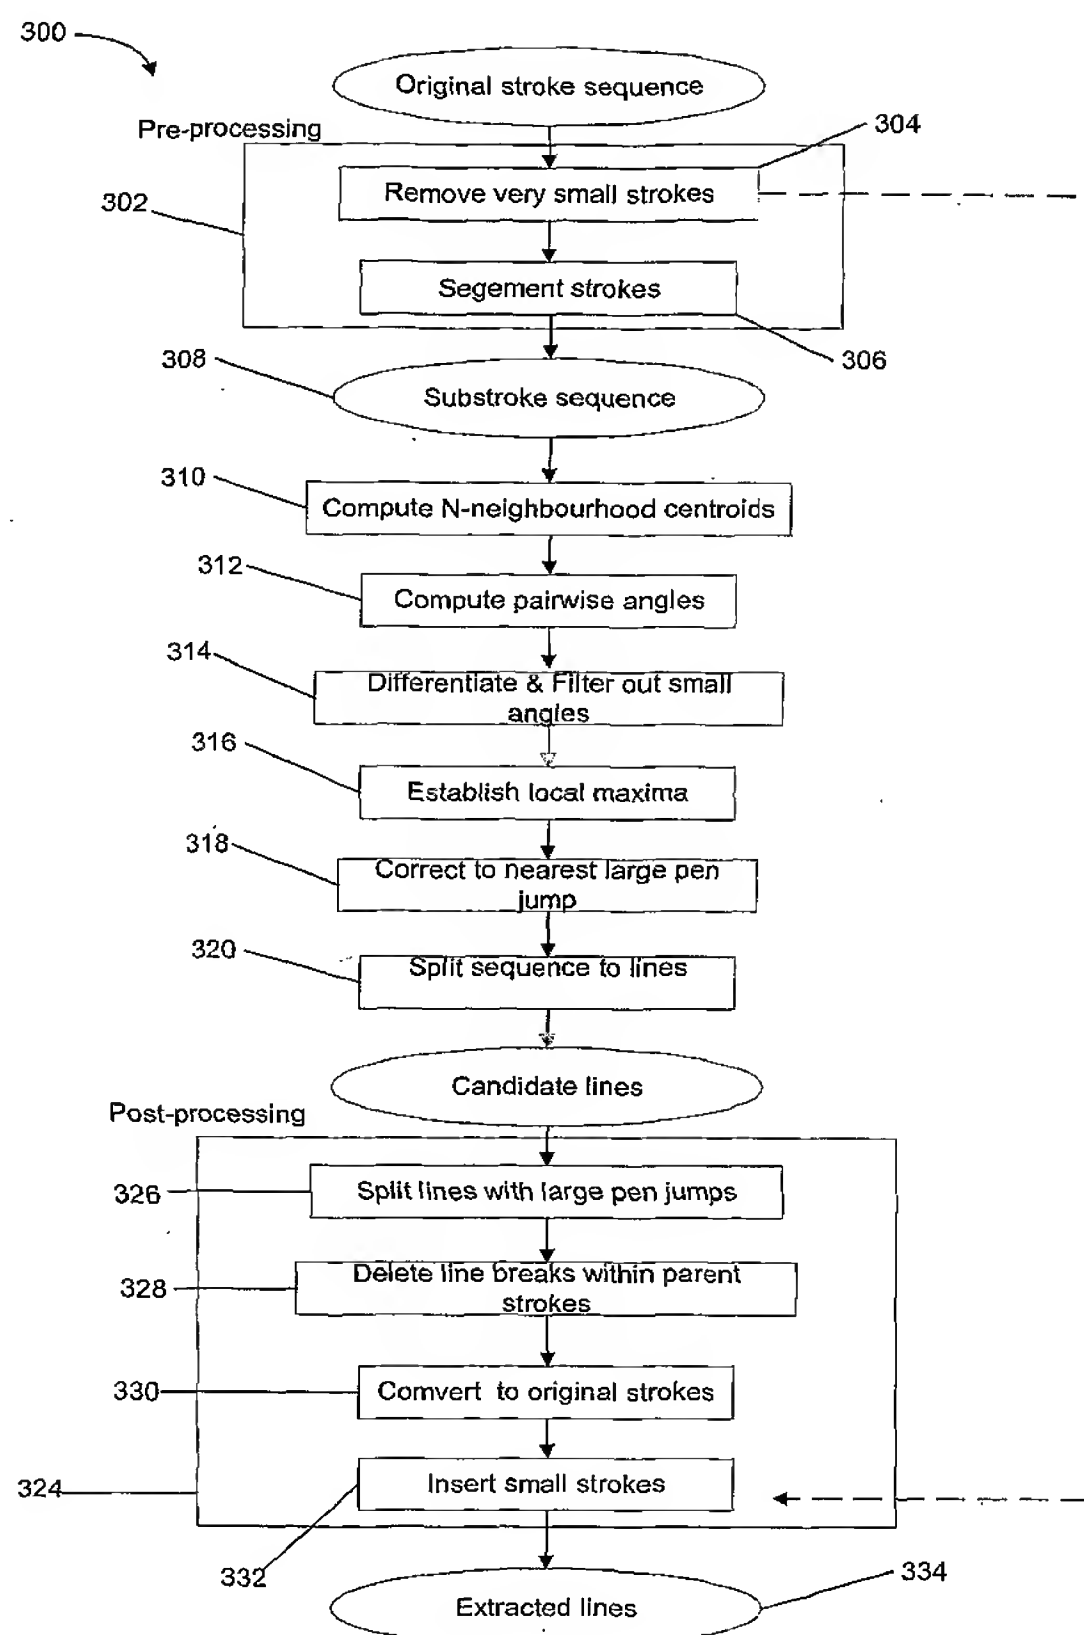 300
Original stroke sequence
Pre-processing
304
Remove very small strokes
302
Segement strokes
306
308
Substroke sequence
310
Compute N-neighbourhood centroids
312
Compute pairwise angles
314
Differentiate & Filter out small
angles
316
Establish local maxima
318
Correct to nearest large pen
jump
320
Split sequence to lines
Candidate lines
Post-processing
326
Split lines with large pen jumps
328
Delete line breaks within parent
strokes
330
Comvert to original strokes
324
Insert small strokes
332
334
Extracted lines